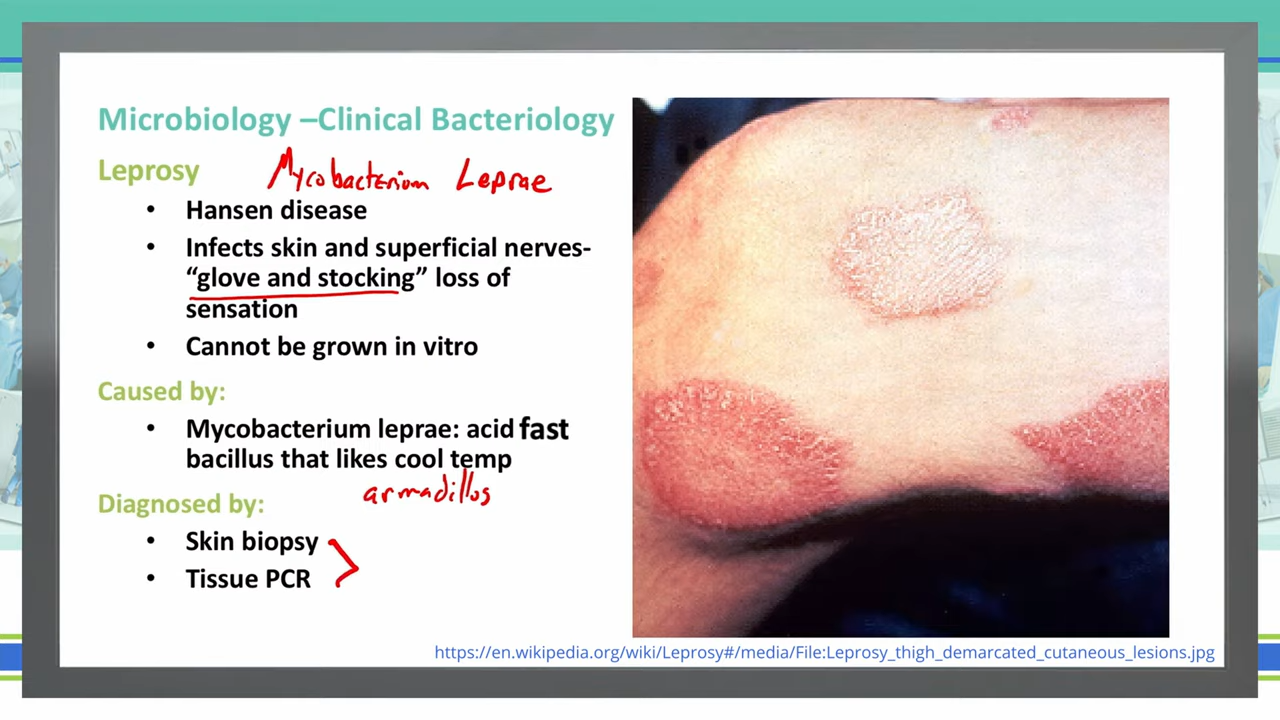 Microbiology –Clinical Bacteriology
Leprosy Mycobacterium Leprae
• Hansen disease
• Infects skin and superficial nerves-
“glove and stocking” loss of
sensation
• Cannot be grown in vitro
Caused by:
• Mycobacterium leprae: acid fast
bacillus that likes cool temp
armadillos
Diagnosed by:
• Skin biopsy
• Tissue PCR
https://en.wikipedia.org/wiki/Leprosy#/media/File:Leprosy_thigh_demarcated_cutaneous_lesions.jpg